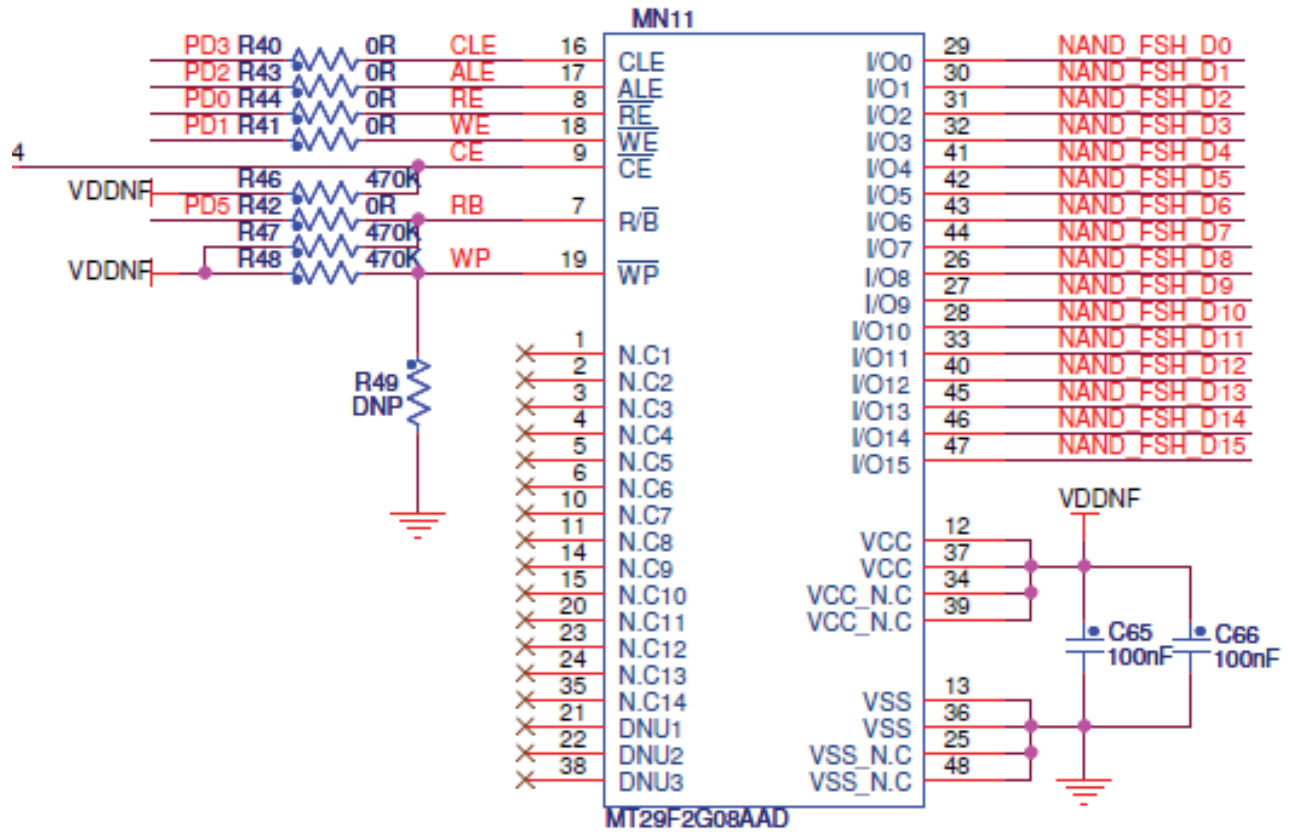 MN11
PD3 R40 0R CLE 16 CLE I/O0 29 NAND_FSH_D0
PD2 R43 0R ALE 17 ALE I/O1 30 NAND_FSH_D1
PD0 R44 0R RE 8 RE I/O2 31 NAND_FSH_D2
PD1 R41 0R WE 18 WE I/O3 32 NAND_FSH_D3
4 CE 9 CE I/O4 41 NAND_FSH_D4
VDDNF R46 470K I/O5 42 NAND_FSH_D5
PD5 R42 0R RB 7 R/B I/O6 43 NAND_FSH_D6
R47 470K I/O7 44 NAND_FSH_D7
VDDNF R48 470K WP 19 WP I/O8 26 NAND_FSH_D8
I/O9 27 NAND_FSH_D9
I/O10 28 NAND_FSH_D10
1 N.C1 I/O11 33 NAND_FSH_D11
2 N.C2 I/O12 40 NAND_FSH_D12
R49
DNP
3 N.C3 I/O13 45 NAND_FSH_D13
4 N.C4 I/O14 46 NAND_FSH_D14
5 N.C5 I/O15 47 NAND_FSH_D15
6 N.C6
VDDNF
10 N.C7
11 N.C8 VCC 12
14 N.C9 VCC 37
15 N.C10 VCC_N.C 34
20 N.C11 VCC_N.C 39
C65
100nF
C66
100nF
23 N.C12
24 N.C13
35 N.C14 VSS 13
21 DNU1 VSS 36
22 DNU2 VSS_N.C 25
38 DNU3 VSS_N.C 48
MT29F2G08AAD